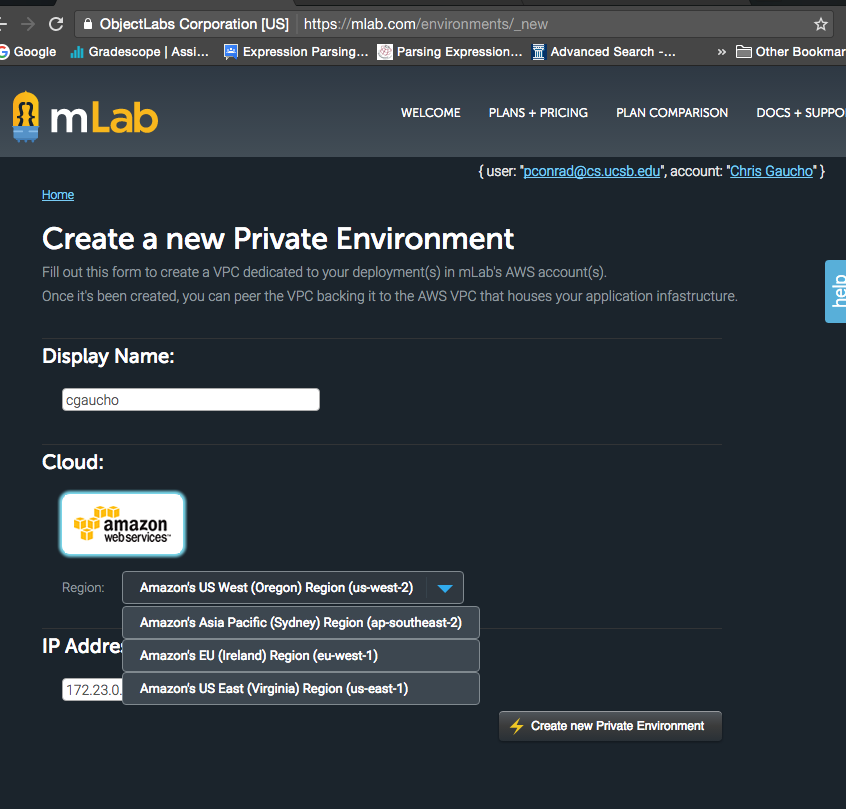 ObjectLabs Corporation [US] https://mlab.com/environments/_new
Google Gradescope | Assi... Expression Parsing... Parsing Expression... Advanced Search -... » Other Bookmar
mLab
WELCOME PLANS + PRICING PLAN COMPARISON DOCS + SUPPO
{ user: "pconrad@cs.ucsb.edu", account: "Chris Gaucho" }
Home
Create a new Private Environment
Fill out this form to create a VPC dedicated to your deployment(s) in mLab's AWS account(s).
Once it's been created, you can peer the VPC backing it to the AWS VPC that houses your application infastructure.
help
Display Name:
cgaucho
Cloud:
amazon
webservices™
Region: Amazon's US West (Oregon) Region (us-west-2)
Amazon's Asia Pacific (Sydney) Region (ap-southeast-2)
IP Addre
Amazon's EU (Ireland) Region (eu-west-1)
172.23.0. Amazon's US East (Virginia) Region (us-east-1)
Create new Private Environment